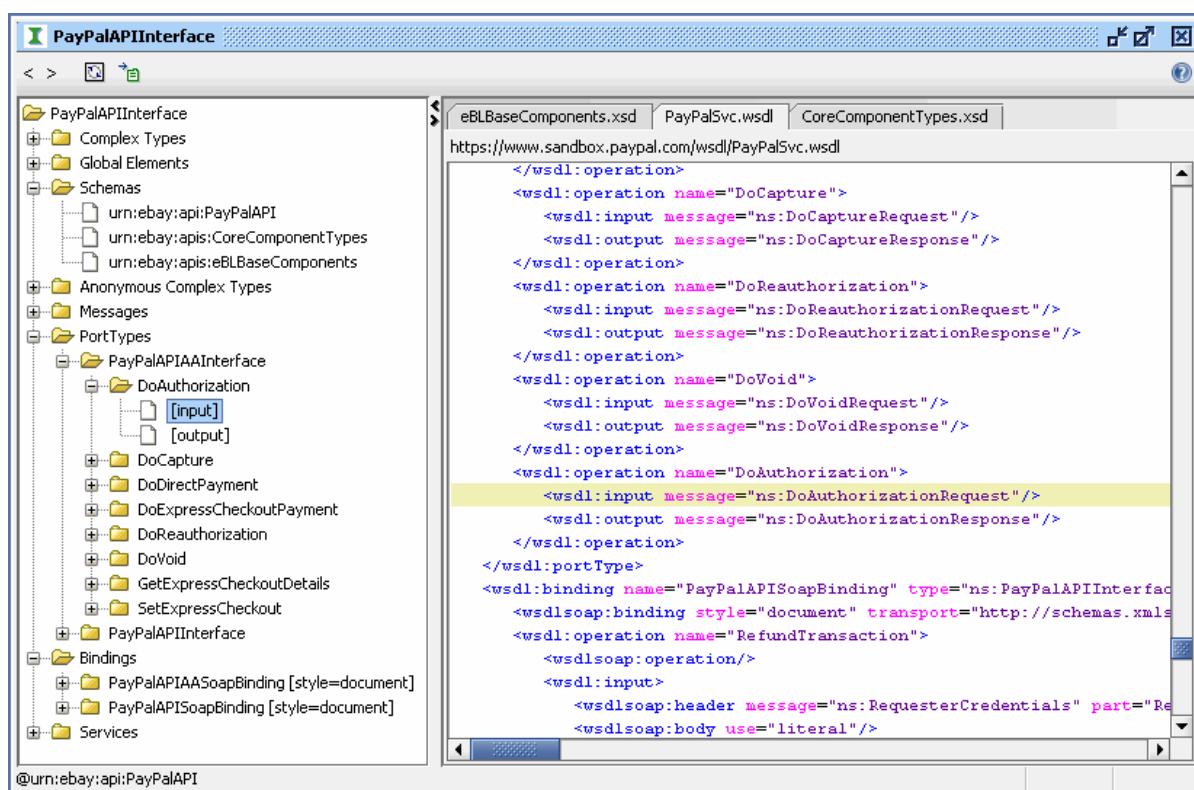 PayPalAPIInterface
< >
PayPalAPIInterface
Complex Types
Global Elements
Schemas
urn:ebay:api:PayPalAPI
urn:ebay:apis:CoreComponentTypes
urn:ebay:apis:eBLBaseComponents
Anonymous Complex Types
Messages
PortTypes
PayPalAPIAAInterface
DoAuthorization
[input]
[output]
DoCapture
DoDirectPayment
DoExpressCheckoutPayment
DoReauthorization
DoVoid
GetExpressCheckoutDetails
SetExpressCheckout
PayPalAPIInterface
Bindings
PayPalAPIAASoapBinding [style=document]
PayPalAPISoapBinding [style=document]
Services
eBLBaseComponents.xsd PayPalSvc.wsdl CoreComponentTypes.xsd
https://www.sandbox.paypal.com/wsdl/PayPalSvc.wsdl
</wsdl:operation>
<wsdl:operation name="DoCapture">
<wsdl:input message="ns:DoCaptureRequest"/>
<wsdl:output message="ns:DoCaptureResponse"/>
</wsdl:operation>
<wsdl:operation name="DoReauthorization">
<wsdl:input message="ns:DoReauthorizationRequest"/>
<wsdl:output message="ns:DoReauthorizationResponse"/>
</wsdl:operation>
<wsdl:operation name="DoVoid">
<wsdl:input message="ns:DoVoidRequest"/>
<wsdl:output message="ns:DoVoidResponse"/>
</wsdl:operation>
<wsdl:operation name="DoAuthorization">
<wsdl:input message="ns:DoAuthorizationRequest"/>
<wsdl:output message="ns:DoAuthorizationResponse"/>
</wsdl:operation>
</wsdl:portType>
<wsdl:binding name="PayPalAPISoapBinding" type="ns:PayPalAPIInterfac
<wsdlsoap:binding style="document" transport="http://schemas.xmls
<wsdl:operation name="RefundTransaction">
<wsdlsoap:operation/>
<wsdl:input>
<wsdlsoap:header message="ns:RequesterCredentials" part="Re
<wsdlsoap:body use="literal"/>
@urn:ebay:api:PayPalAPI